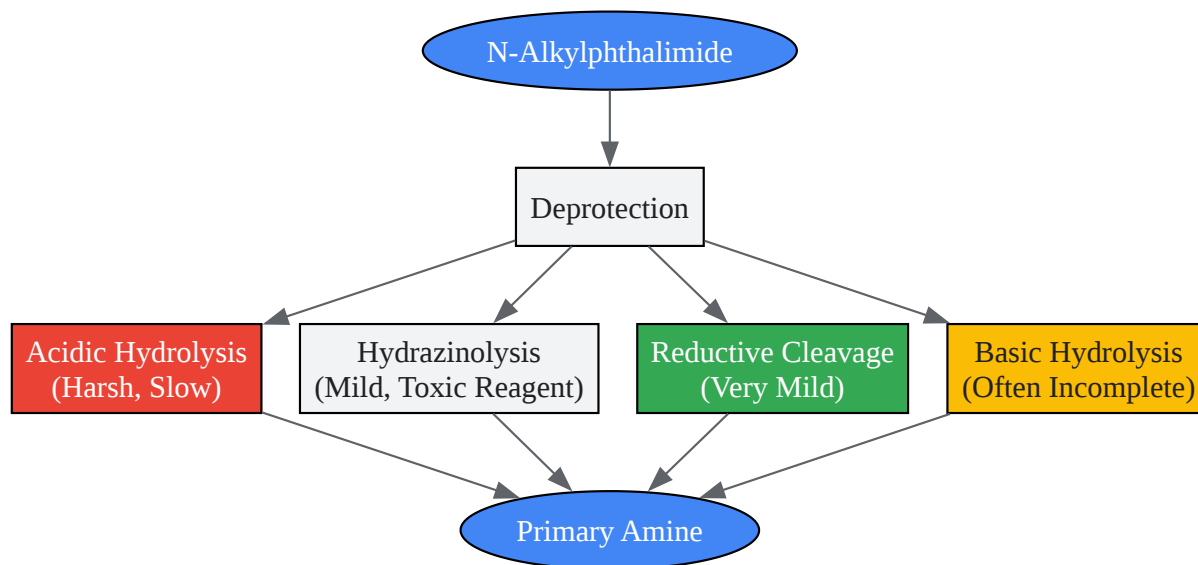 N-Alkylphthalimide
Deprotection
Acidic Hydrolysis
(Harsh, Slow)
Hydrazinolysis
(Mild, Toxic Reagent)
Reductive Cleavage
(Very Mild)
Basic Hydrolysis
(Often Incomplete)
Primary Amine